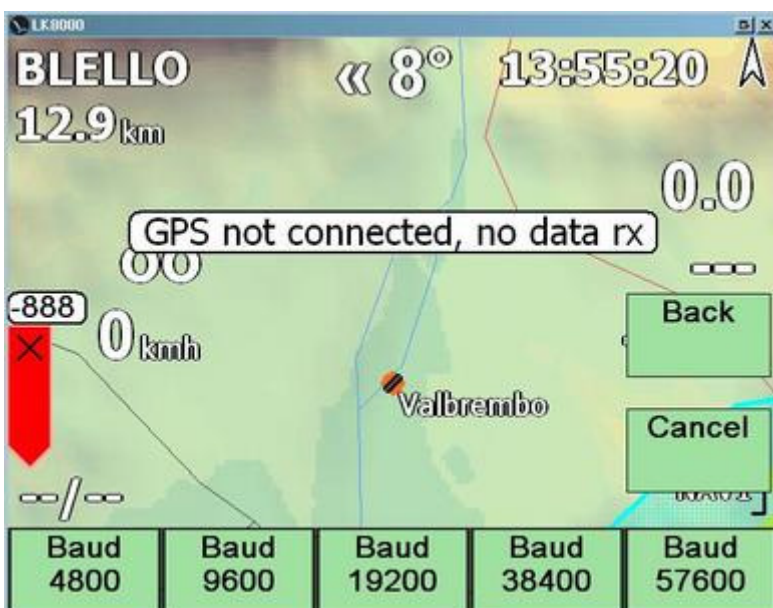 LK8000
BLELLO
« 8°
13:55:20
12.9 km
0.0
GPS not connected, no data rx
---
-888
0 kmh
Back
Valbrembo
Cancel
--/--
Baud
4800
Baud
9600
Baud
19200
Baud
38400
Baud
57600